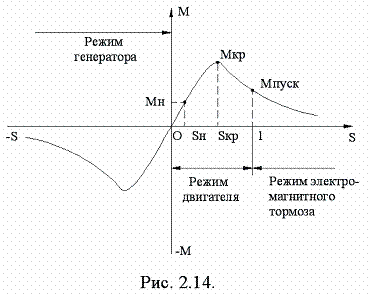 M
Режим
генератора
Мкр
Мпуск
Мн
-S
O
Sн
Sкр
1
S
Режим
двигателя
Режим электро-
магнитного
тормоза
-M
Рис. 2.14.